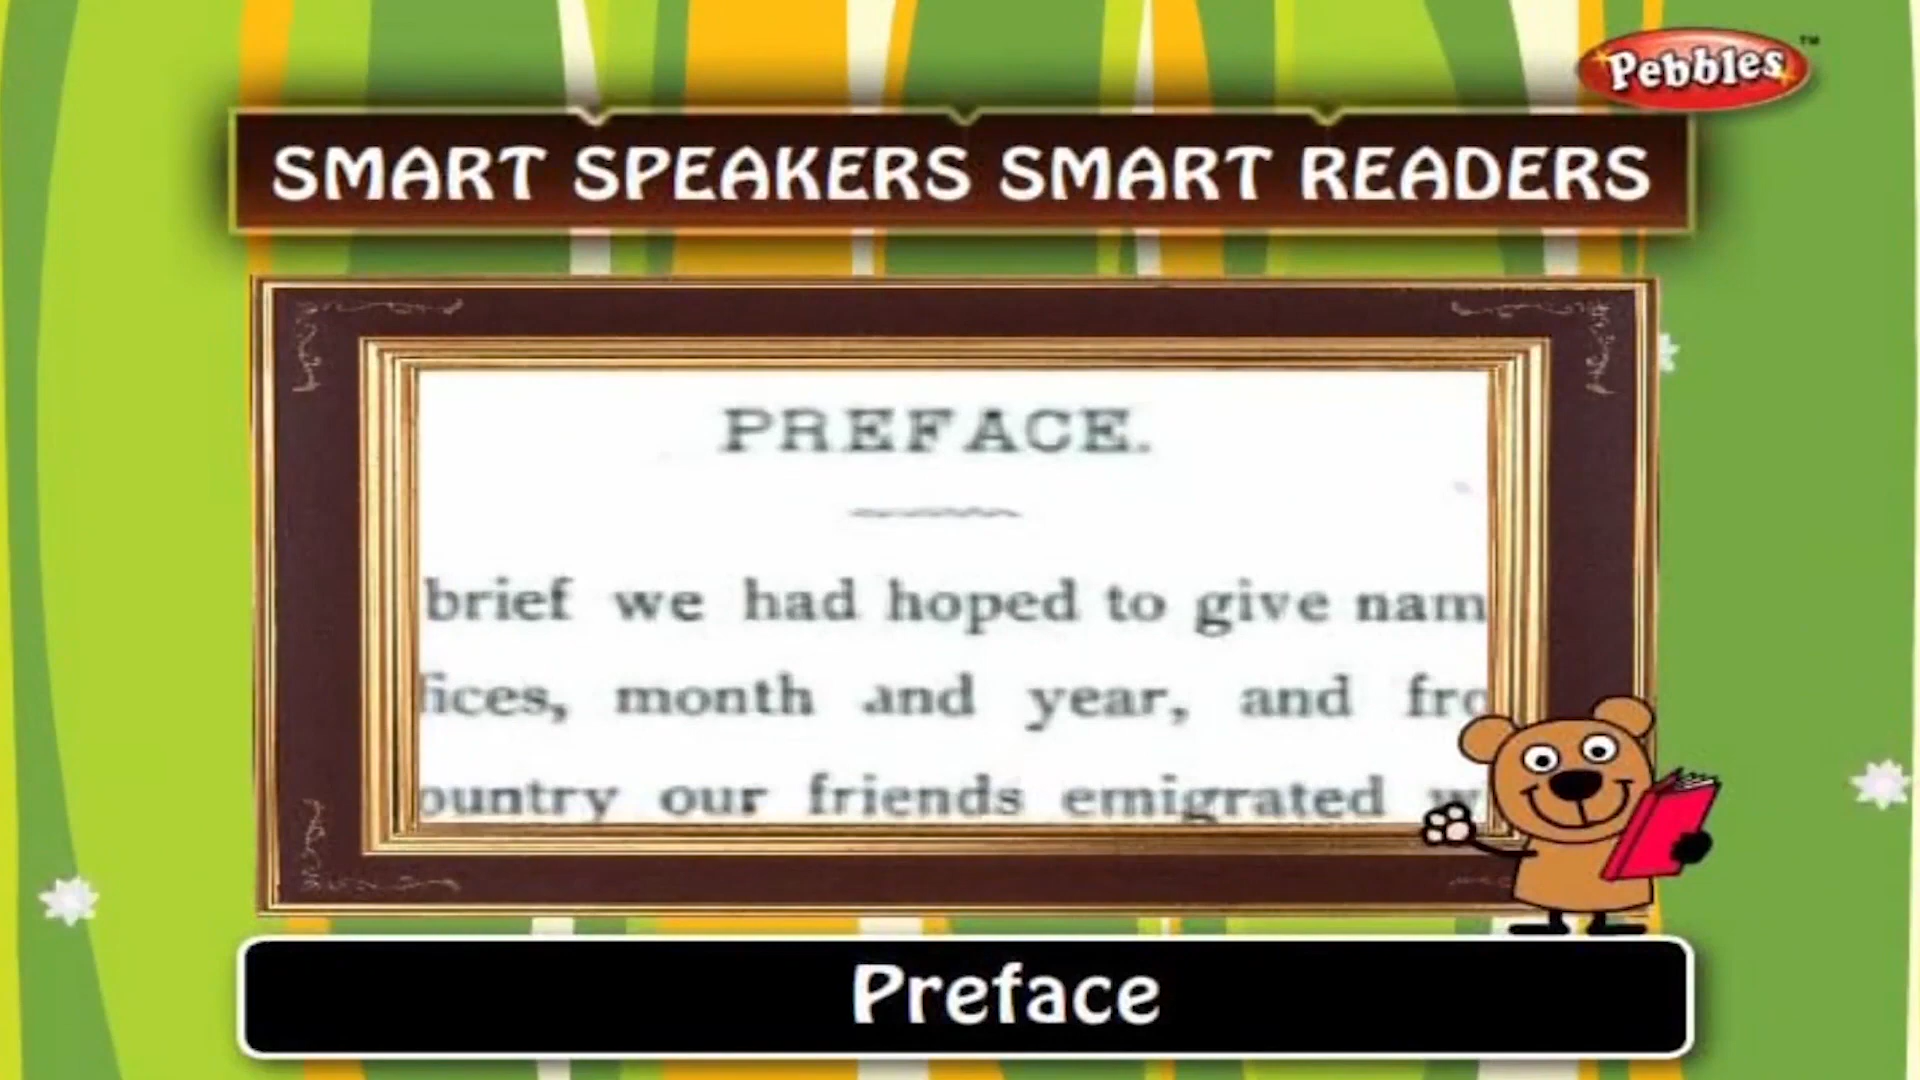 Pebbles™
SMART SPEAKERS SMART READERS
PREFACE.
brief we had hoped to give nam
fices, month and year, and fro
ountry our friends emigrated w
Preface